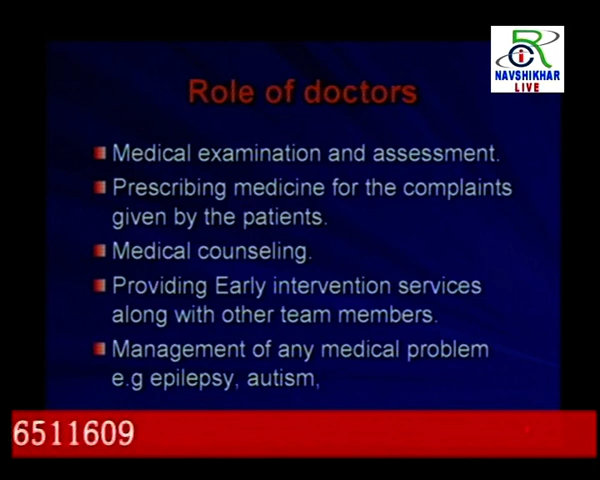 RCi
NAVSHIKHAR
LIVE
Role of doctors
Medical examination and assessment.
Prescribing medicine for the complaints
given by the patients.
Medical counseling.
Providing Early intervention services
along with other team members.
Management of any medical problem
e.g epilepsy, autism,
6511609